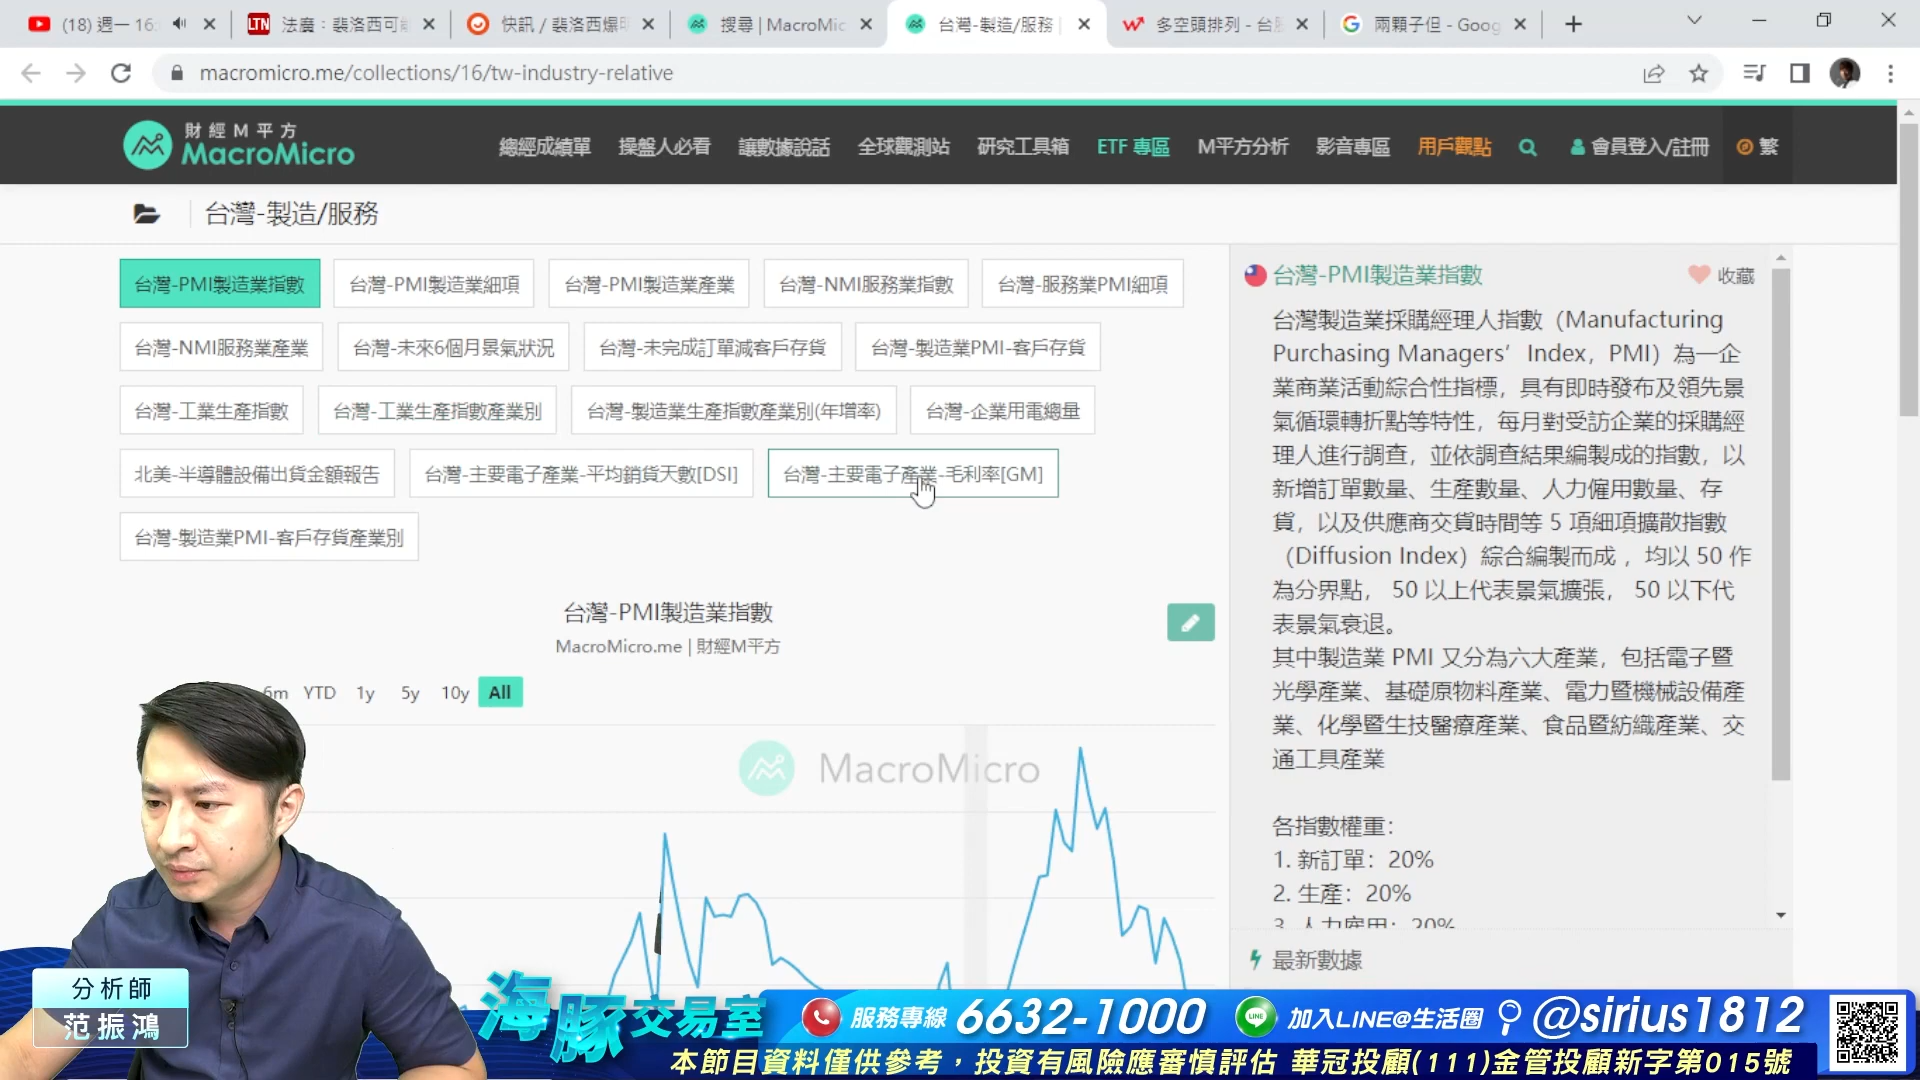 (18) 週一 16:
法廣：裴洛西可能
快訊 / 裴洛西爆
搜尋 | MacroMic
台灣-製造/服務 |
多空頭排列 - 台
兩顆子但 - Goog
macromicro.me/collections/16/tw-industry-relative
財經M平方
MacroMicro
總經成績單 操盤人必看 讓數據說話 全球觀測站 研究工具箱 ETF 專區 M平方分析 影音專區 用戶觀點 會員登入/註冊 繁
台灣-製造/服務
台灣-PMI製造業指數 台灣-PMI製造業細項 台灣-PMI製造業產業 台灣-NMI服務業指數 台灣-服務業PMI細項
台灣-NMI服務業產業 台灣-未來6個月景氣狀況 台灣-未完成訂單減客戶存貨 台灣-製造業PMI-客戶存貨
台灣-工業生產指數 台灣-工業生產指數產業別 台灣-製造業生產指數產業別(年增率) 台灣-企業用電總量
北美-半導體設備出貨金額報告 台灣-主要電子產業-平均銷貨天數[DSI] 台灣-主要電子產業-毛利率[GM]
台灣-製造業PMI-客戶存貨產業別
台灣-PMI製造業指數
MacroMicro.me | 財經M平方
6m YTD 1y 5y 10y All
MacroMicro
台灣-PMI製造業指數 收藏
台灣製造業採購經理人指數（Manufacturing
Purchasing Managers’ Index，PMI）為一企
業商業活動綜合性指標，具有即時發布及領先景
氣循環轉折點等特性，每月對受訪企業的採購經
理人進行調查，並依調查結果編製成的指數，以
新增訂單數量、生產數量、人力僱用數量、存
貨，以及供應商交貨時間等 5 項細項擴散指數
（Diffusion Index）綜合編製而成 ，均以 50 作
為分界點， 50 以上代表景氣擴張， 50 以下代
表景氣衰退。
其中製造業 PMI 又分為六大產業，包括電子暨
光學產業、基礎原物料產業、電力暨機械設備產
業、化學暨生技醫療產業、食品暨紡織產業、交
通工具產業
各指數權重：
1. 新訂單：20%
2. 生產：20%
3. 人力雇用：20%
最新數據
分析師
范振鴻
海豚交易室
服務專線 6632-1000 LINE 加入LINE@生活圈 @sirius1812
本節目資料僅供參考，投資有風險應審慎評估 華冠投顧(111)金管投顧新字第015號